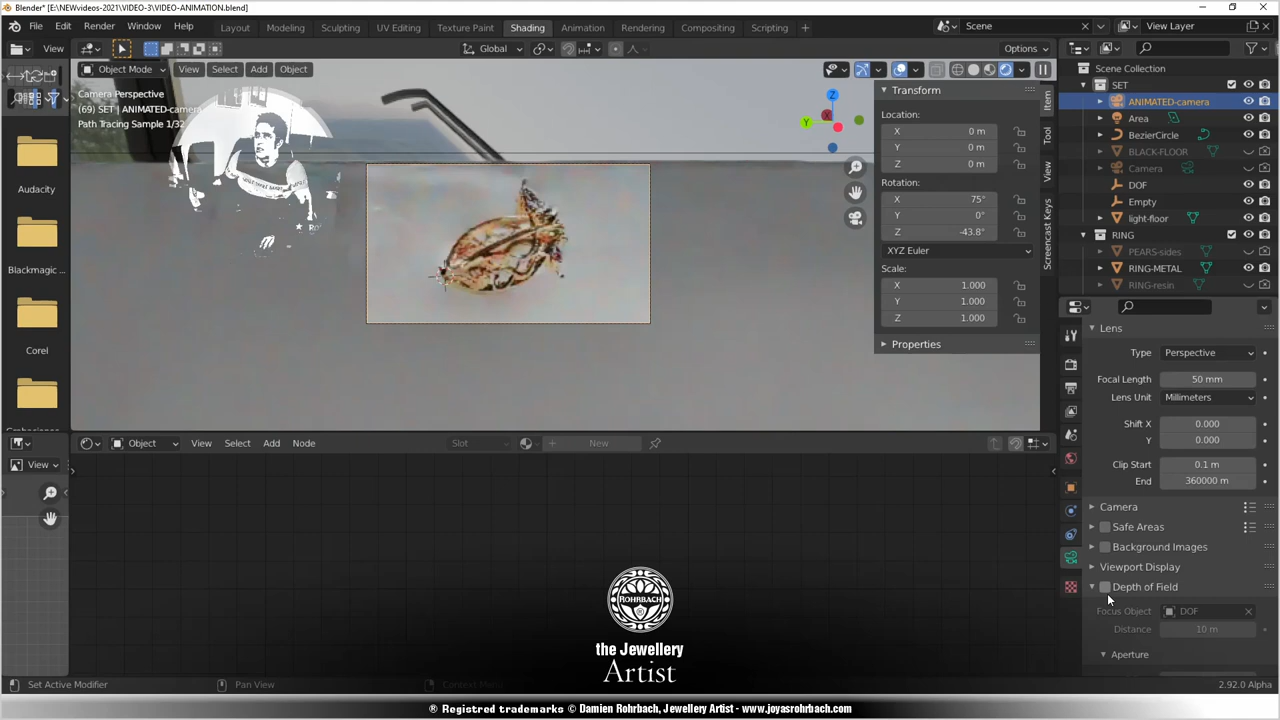 Blender* [E:\NEWvideos-2021\VIDEO-3\VIDEO-ANIMATION.blend]
File Edit Render Window Help Layout Modeling Sculpting UV Editing Texture Paint Shading Animation Rendering Compositing Scripting Scene View Layer
View Global Options
Object Mode View Select Add Object
Camera Perspective
(69) SET | ANIMATED-camera
Path Tracing Sample 1/32
Audacity
Blackmagic ...
Corel
Z
Y
X
Transform
Location:
X 0 m
Y 0 m
Z 0 m
Rotation:
X 75°
Y 0°
Z -43.8°
XYZ Euler
Scale:
X 1.000
Y 1.000
Z 1.000
Properties
Item
Tool
View
Screencast Keys
Scene Collection
SET
ANIMATED-camera
Area
BezierCircle
BLACK-FLOOR
Camera
DOF
Empty
light-floor
RING
PEARS-sides
RING-METAL
RING-resin
Lens
Type Perspective
Focal Length 50 mm
Lens Unit Millimeters
Shift X 0.000
Y 0.000
Clip Start 0.1 m
End 360000 m
Camera
Safe Areas
Background Images
Viewport Display
Depth of Field
Focus Object DOF
Distance 10 m
Aperture
Object View Select Add Node Slot New
View
ROHRBACH
the Jewellery
Artist
Set Active Modifier Pan View Context Menu 2.92.0 Alpha
® Registered trademarks © Damien Rohrbach, Jewellery Artist - www.joyasrohrbach.com